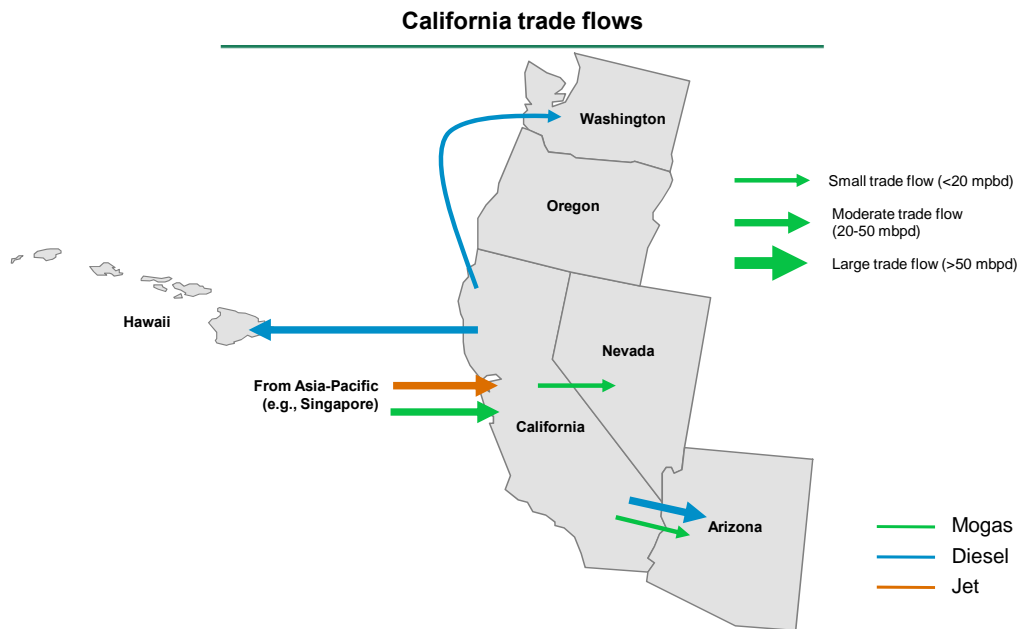 California trade flows
Washington
Oregon
Small trade flow (<20 mpbd)
Moderate trade flow
(20-50 mbpd)
Large trade flow (>50 mbpd)
Hawaii
Nevada
From Asia-Pacific
(e.g., Singapore)
California
Arizona
Mogas
Diesel
Jet